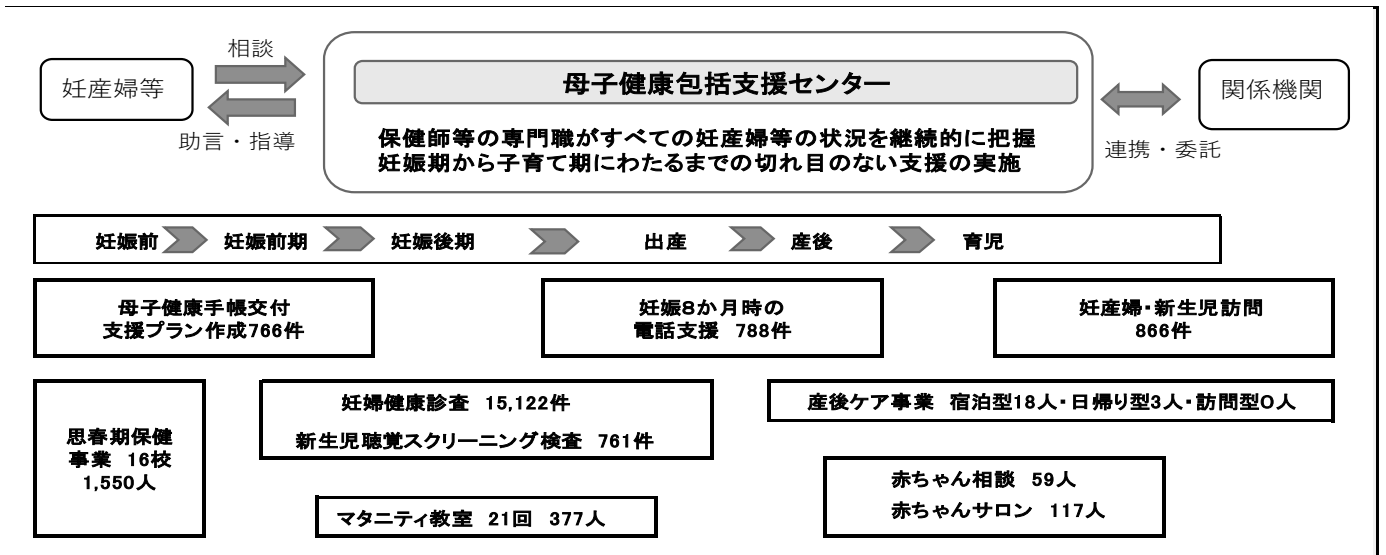 相談
妊産婦等
助言・指導
母子健康包括支援センター
保健師等の専門職がすべての妊産婦等の状況を継続的に把握
妊娠期から子育て期にわたるまでの切れ目のない支援の実施
関係機関
連携・委託
妊娠前 妊娠前期 妊娠後期 出産 産後 育児
母子健康手帳交付
支援プラン作成766件
妊娠8か月時の
電話支援 788件
妊産婦・新生児訪問
866件
思春期保健
事業 16校
1,550人
妊婦健康診査 15,122件
新生児聴覚スクリーニング検査 761件
マタニティ教室 21回 377人
産後ケア事業 宿泊型18人・日帰り型3人・訪問型0人
赤ちゃん相談 59人
赤ちゃんサロン 117人